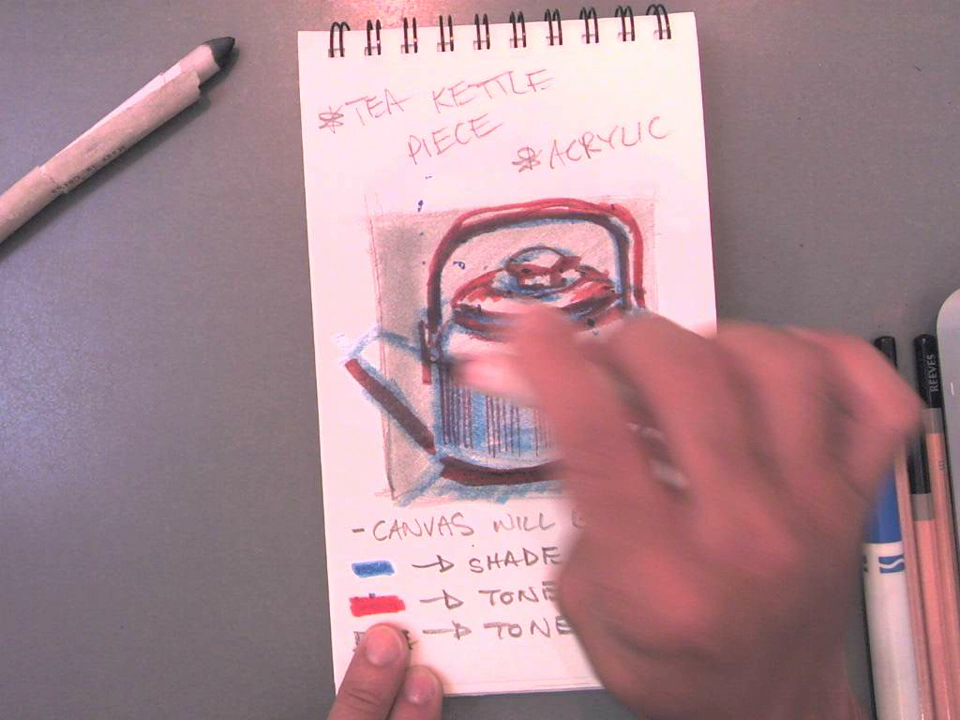 *TEA KETTLE
PIECE
*ACRYLIC
- CANVAS WILL
→ SHADE
→ TONE
→ TONE
REEVES